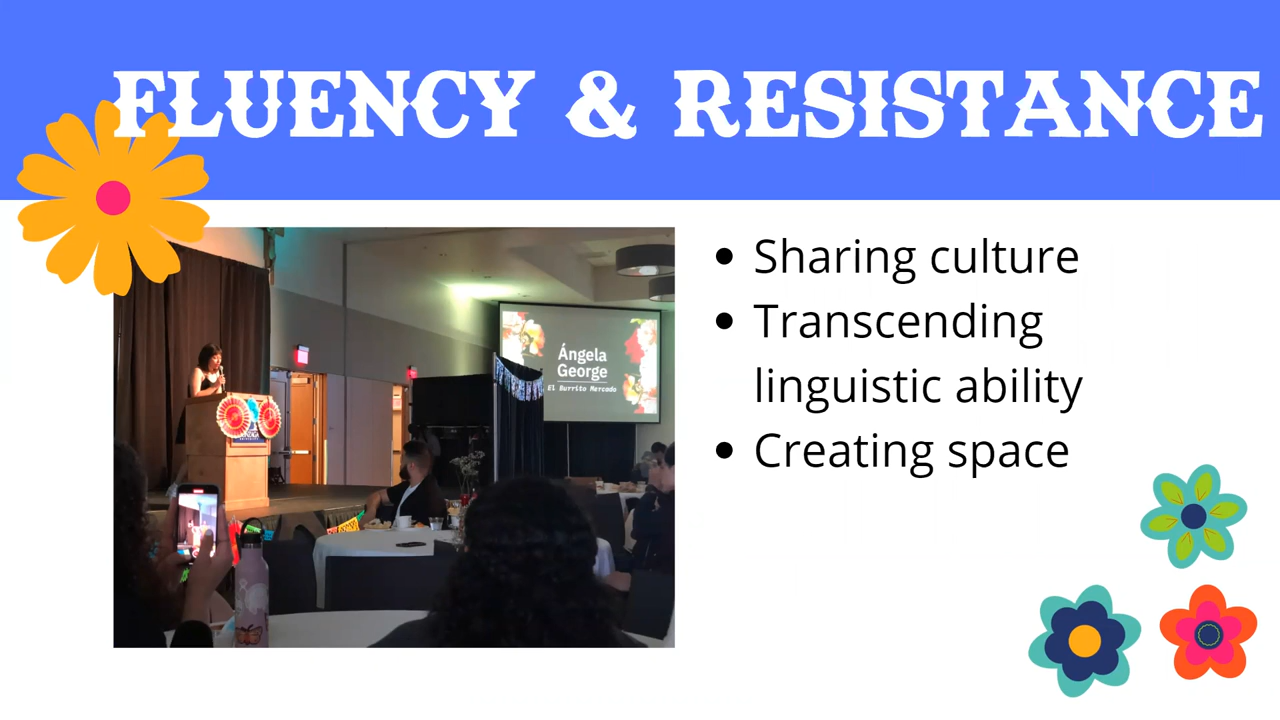 FLUENCY & RESISTANCE
Sharing culture
Transcending
linguistic ability
Creating space
Ángela
George
El Burrito Mercado